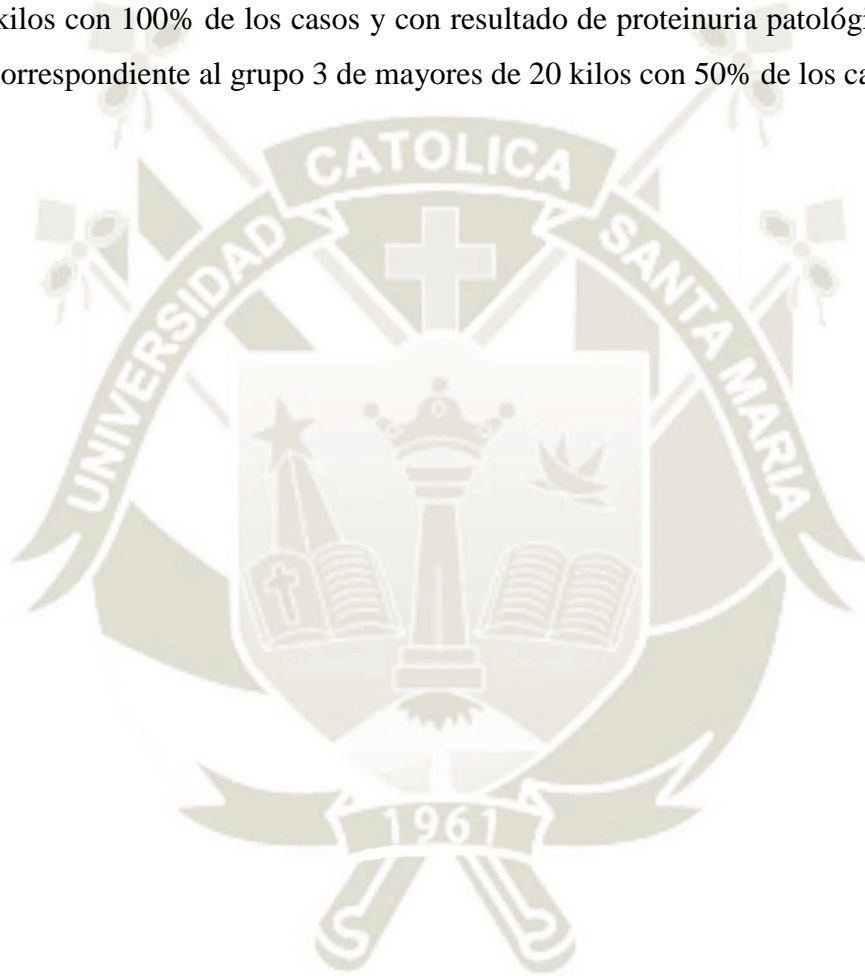 kilos con 100% de los casos y con resultado de proteinuria patológi
orrespondiente al grupo 3 de mayores de 20 kilos con 50% de los ca
UNIVERSIDAD CATOLICA SANTA MARIA
1961